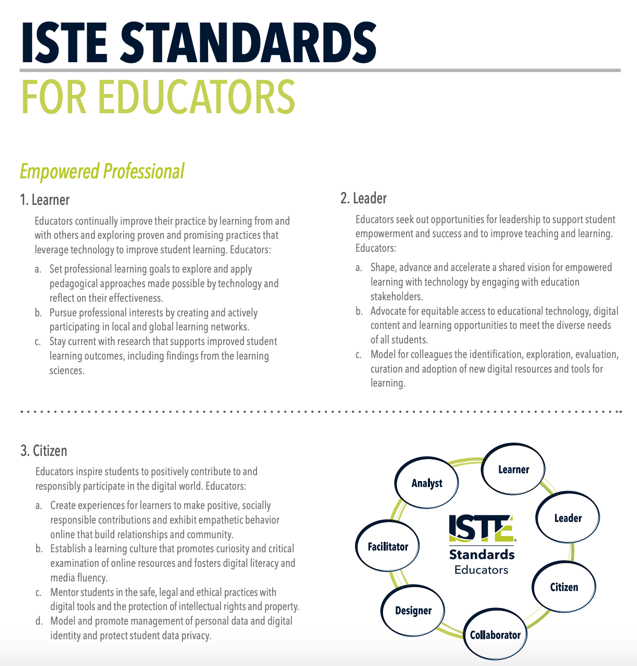 ISTE STANDARDS
FOR EDUCATORS
Empowered Professional
1. Learner
Educators continually improve their practice by learning from and
with others and exploring proven and promising practices that
leverage technology to improve student learning. Educators:
a. Set professional learning goals to explore and apply
pedagogical approaches made possible by technology and
reflect on their effectiveness.
b. Pursue professional interests by creating and actively
participating in local and global learning networks.
c. Stay current with research that supports improved student
learning outcomes, including findings from the learning
sciences.
2. Leader
Educators seek out opportunities for leadership to support student
empowerment and success and to improve teaching and learning.
Educators:
a. Shape, advance and accelerate a shared vision for empowered
learning with technology by engaging with education
stakeholders.
b. Advocate for equitable access to educational technology, digital
content and learning opportunities to meet the diverse needs
of all students.
c. Model for colleagues the identification, exploration, evaluation,
curation and adoption of new digital resources and tools for
learning.
3. Citizen
Educators inspire students to positively contribute to and
responsibly participate in the digital world. Educators:
a. Create experiences for learners to make positive, socially
responsible contributions and exhibit empathetic behavior
online that build relationships and community.
b. Establish a learning culture that promotes curiosity and critical
examination of online resources and fosters digital literacy and
media fluency.
c. Mentor students in the safe, legal and ethical practices with
digital tools and the protection of intellectual rights and property.
d. Model and promote management of personal data and digital
identity and protect student data privacy.
Learner
Leader
Citizen
Collaborator
Designer
Facilitator
Analyst
ISTE
Standards
Educators